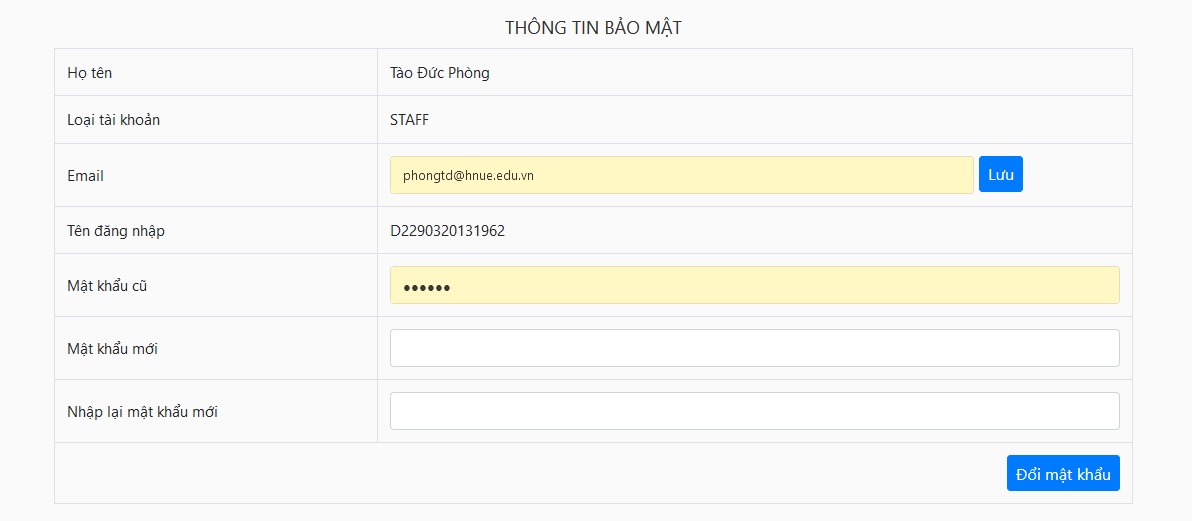 THÔNG TIN BẢO MẬT
Họ tên Tào Đức Phòng
Loại tài khoản STAFF
Email phongtd@hnue.edu.vn Lưu
Tên đăng nhập D2290320131962
Mật khẩu cũ ••••••
Mật khẩu mới
Nhập lại mật khẩu mới
Đổi mật khẩu